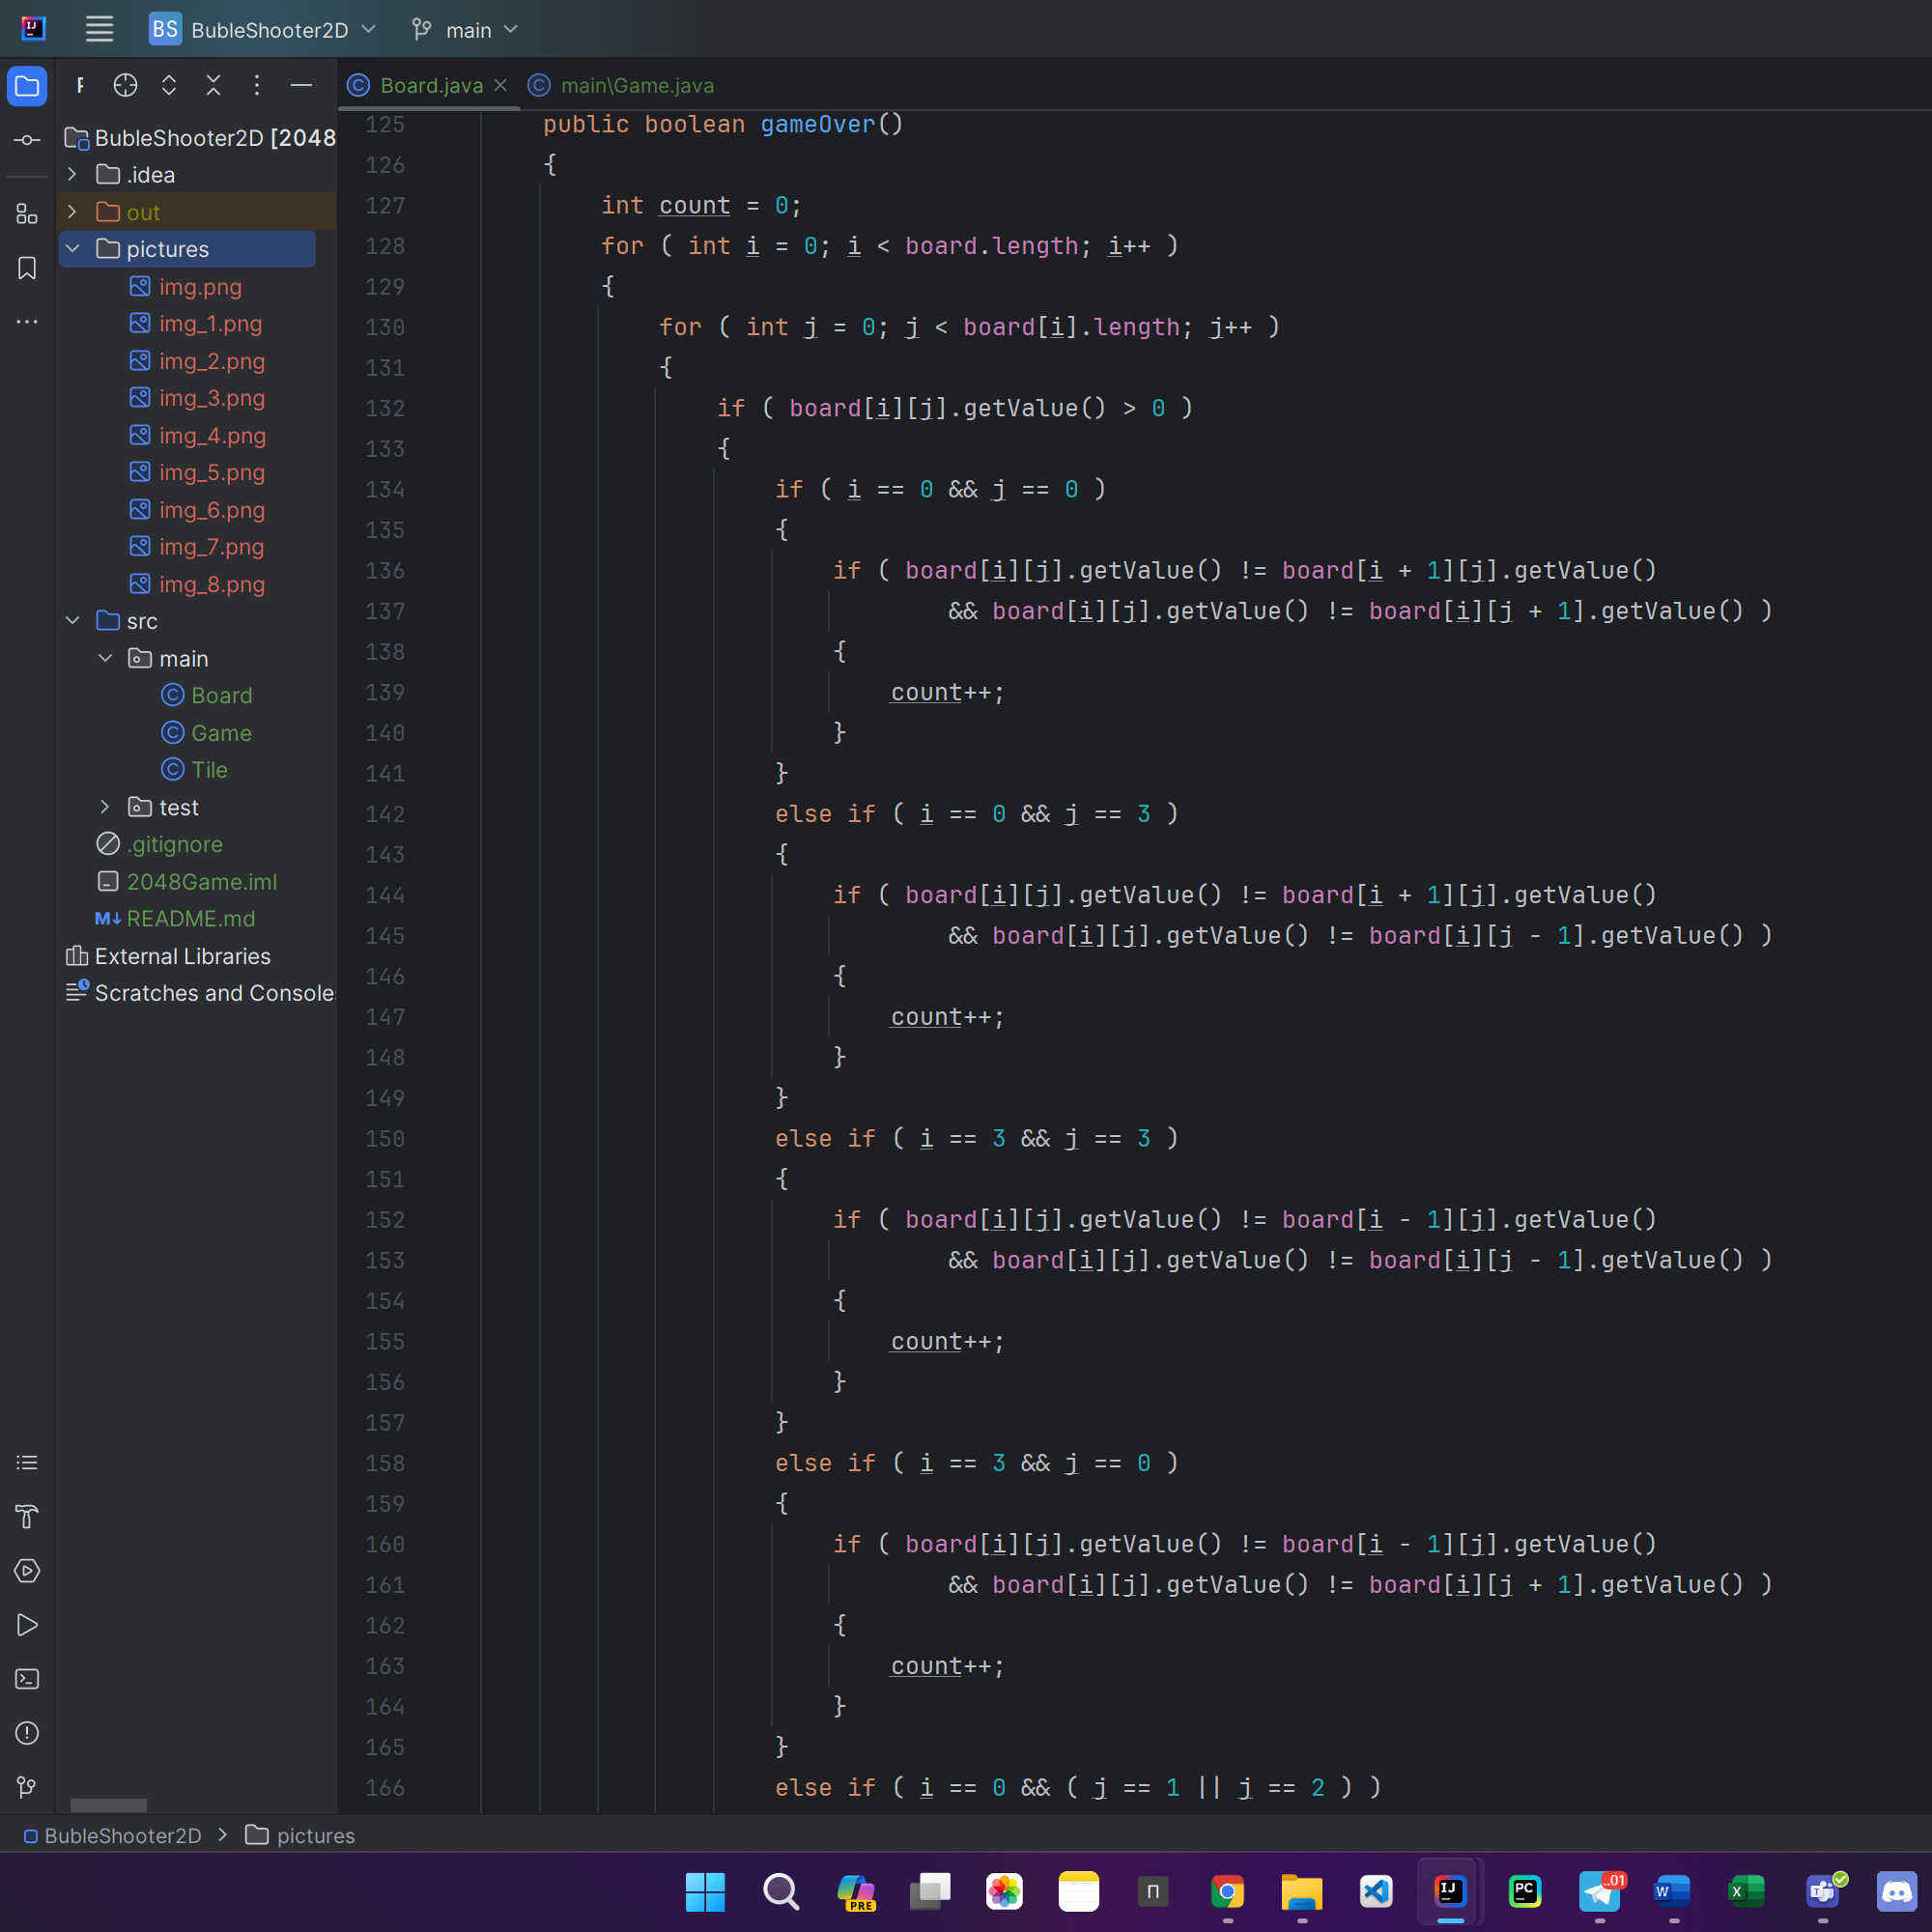 BS BubleShooter2D main
Board.java main\Game.java
BubleShooter2D [2048
.idea
out
pictures
img.png
img_1.png
img_2.png
img_3.png
img_4.png
img_5.png
img_6.png
img_7.png
img_8.png
src
main
Board
Game
Tile
test
.gitignore
2048Game.iml
README.md
External Libraries
Scratches and Console
125 public boolean gameOver()
126 {
127 int count = 0;
128 for ( int i = 0; i < board.length; i++ )
129 {
130 for ( int j = 0; j < board[i].length; j++ )
131 {
132 if ( board[i][j].getValue() > 0 )
133 {
134 if ( i == 0 && j == 0 )
135 {
136 if ( board[i][j].getValue() != board[i + 1][j].getValue()
137 && board[i][j].getValue() != board[i][j + 1].getValue() )
138 {
139 count++;
140 }
141 }
142 else if ( i == 0 && j == 3 )
143 {
144 if ( board[i][j].getValue() != board[i + 1][j].getValue()
145 && board[i][j].getValue() != board[i][j - 1].getValue() )
146 {
147 count++;
148 }
149 }
150 else if ( i == 3 && j == 3 )
151 {
152 if ( board[i][j].getValue() != board[i - 1][j].getValue()
153 && board[i][j].getValue() != board[i][j - 1].getValue() )
154 {
155 count++;
156 }
157 }
158 else if ( i == 3 && j == 0 )
159 {
160 if ( board[i][j].getValue() != board[i - 1][j].getValue()
161 && board[i][j].getValue() != board[i][j + 1].getValue() )
162 {
163 count++;
164 }
165 }
166 else if ( i == 0 && ( j == 1 || j == 2 ) )
BubleShooter2D > pictures
PRE IJ PC ..01 W X T